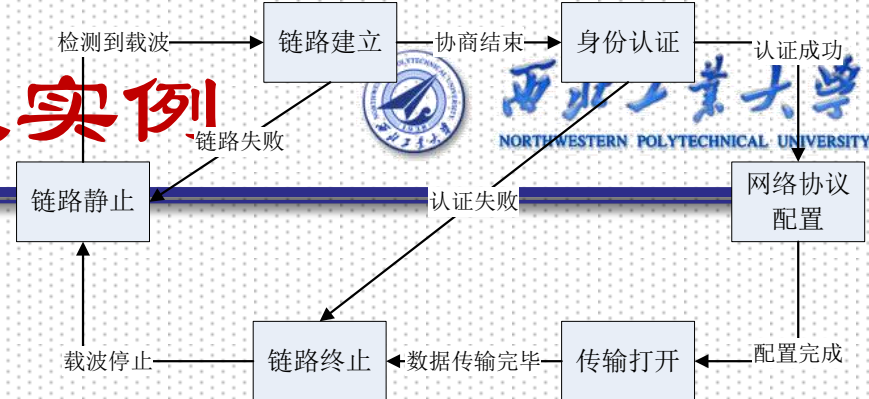 检测到载波
链路建立
协商结束
身份认证
认证成功
实例
西北工业大学
NORTHWESTERN POLYTECHNICAL UNIVERSITY
链路失败
链路静止
认证失败
网络协议
配置
载波停止
链路终止
数据传输完毕
传输打开
配置完成